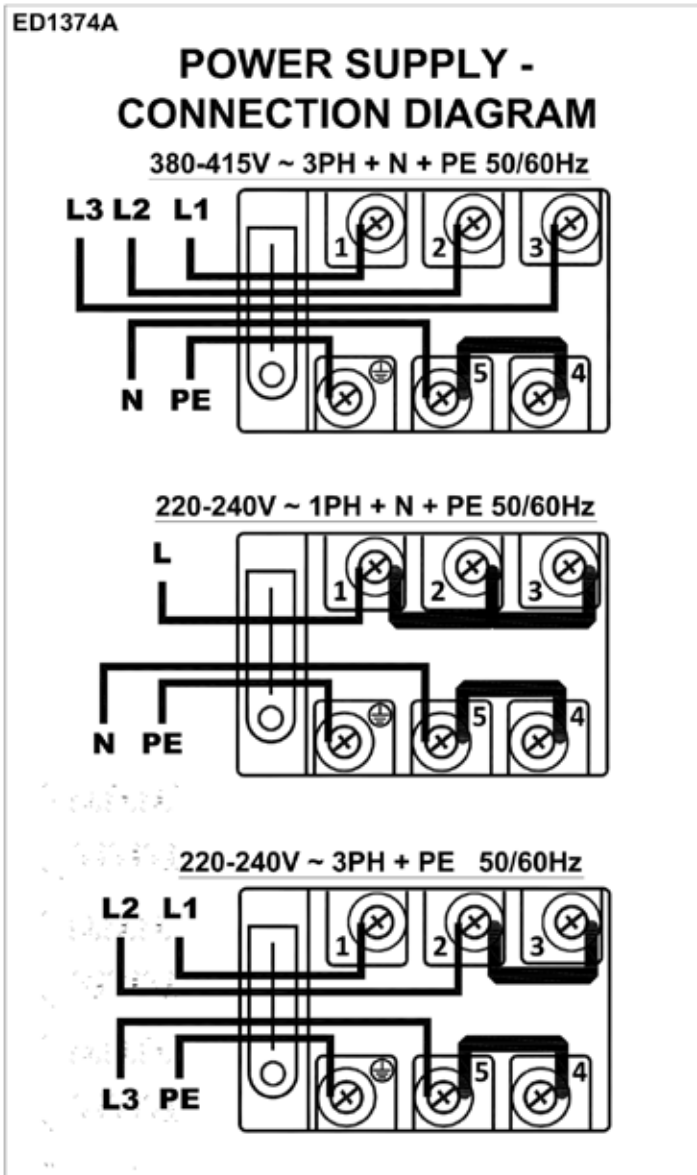 ED1374A
POWER SUPPLY -
CONNECTION DIAGRAM
380-415V ~ 3PH + N + PE 50/60Hz
L3 L2 L1
1 2 3
N PE
5 4
220-240V ~ 1PH + N + PE 50/60Hz
L
1 2 3
N PE
5 4
220-240V ~ 3PH + PE 50/60Hz
L2 L1
1 2 3
L3 PE
5 4